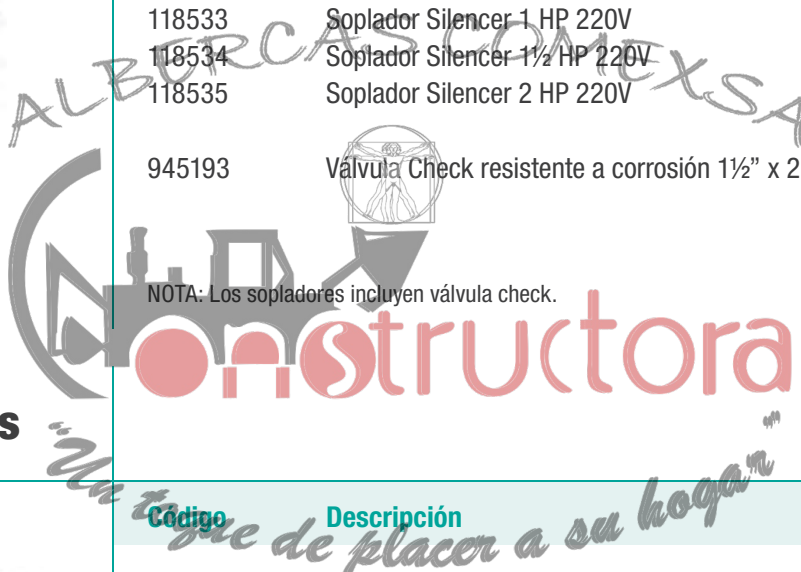 118533 Soplador Silencer 1 HP 220V
118534 Soplador Silencer 1½ HP 220V
118535 Soplador Silencer 2 HP 220V
ALBERCAS COMEXSA
945193 Válvula Check resistente a corrosión 1½” x 2
NOTA: Los sopladores incluyen válvula check.
Constructora
s
“Un toque de placer a su hogar”
Código Descripción